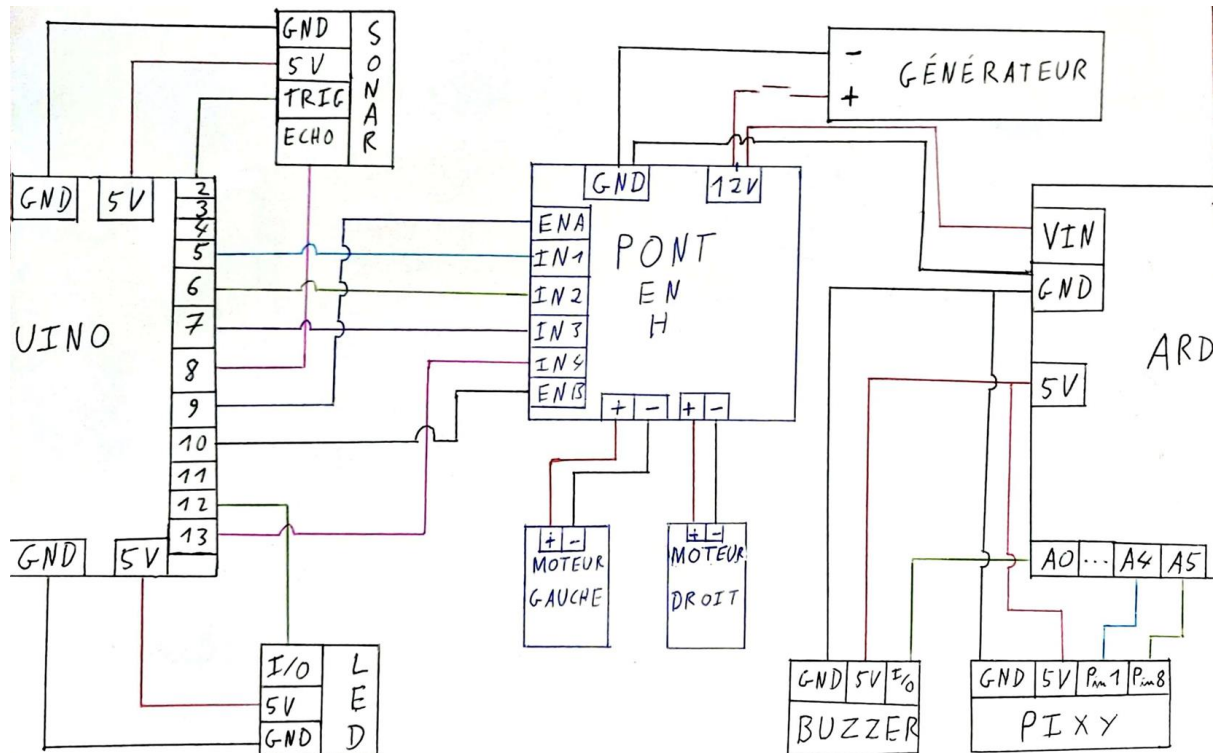 GND
5V
TRIG
ECHO
SONAR
- GÉNÉRATEUR
+
GND
5V
2
3
4
5
6
7
8
9
10
11
12
13
UINO
GND
5V
GND
12V
ENA
IN1
IN2
IN3
IN4
ENB
PONT
EN
H
+ -
+ -
+ -
MOTEUR
GAUCHE
+ -
MOTEUR
DROIT
VIN
GND
5V
ARD
A0 ... A4 A5
I/O
5V
GND
LED
GND 5V I/O
BUZZER
GND 5V Pin1 Pin8
PIXY